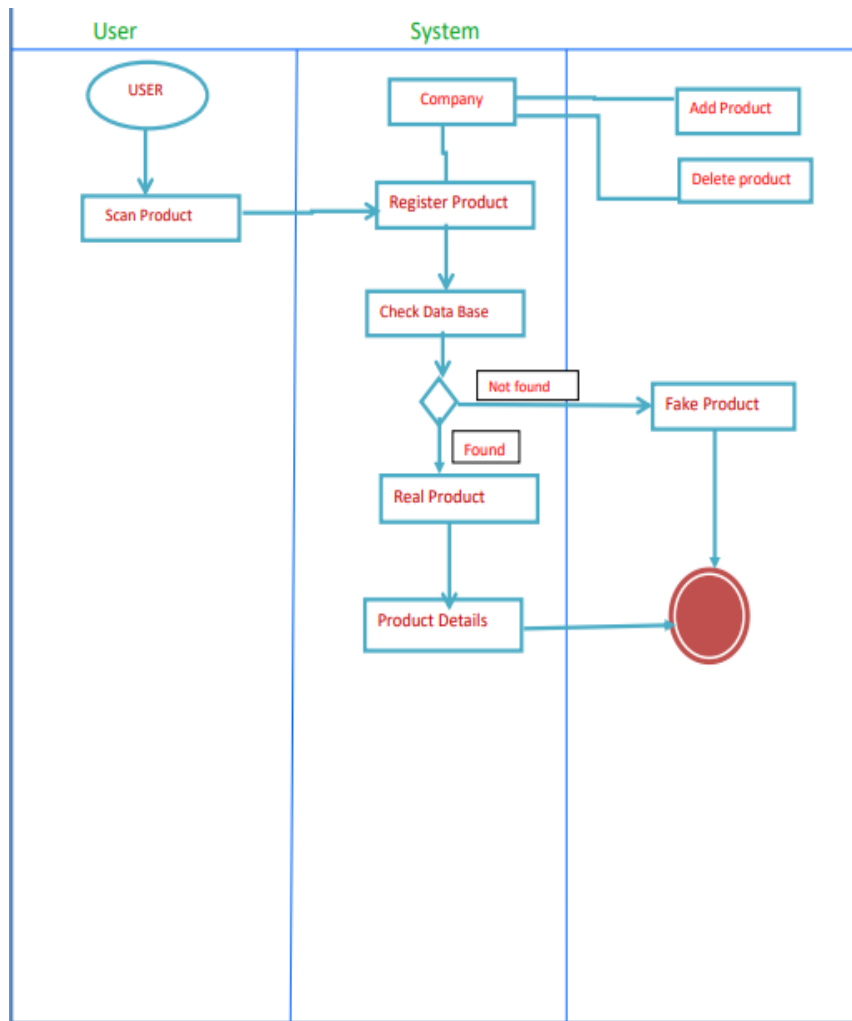 User
System
USER
Company
Add Product
Delete product
Scan Product
Register Product
Check Data Base
Not found
Fake Product
Found
Real Product
Product Details